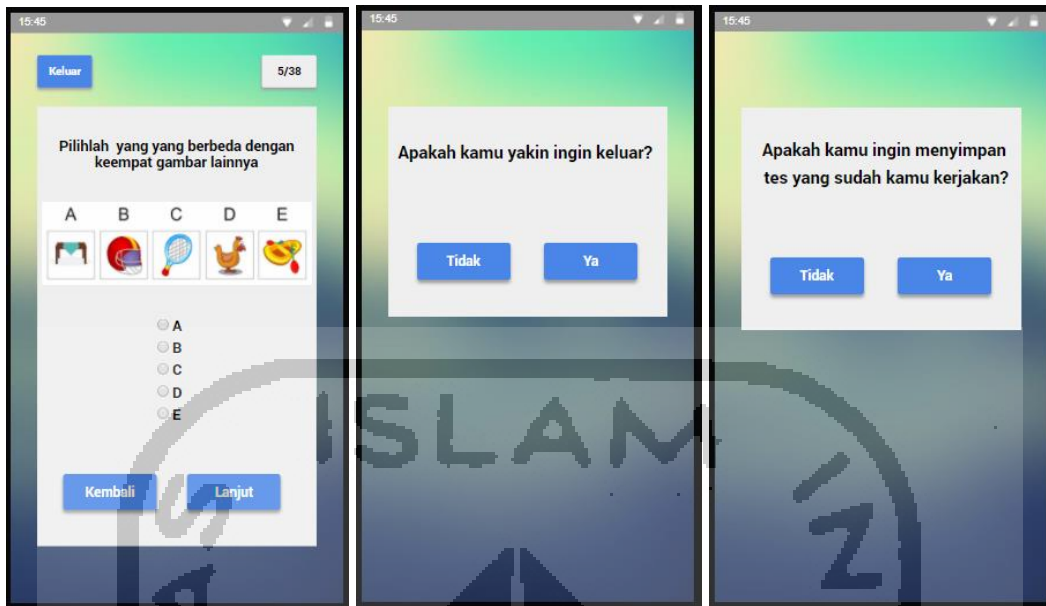 15:45
Keluar
5/38
Pilihlah yang yang berbeda dengan
keempat gambar lainnya
A B C D E
A
B
C
D
E
Kembali
Lanjut
15:45
Apakah kamu yakin ingin keluar?
Tidak
Ya
15:45
Apakah kamu ingin menyimpan
tes yang sudah kamu kerjakan?
Tidak
Ya
ISLAM